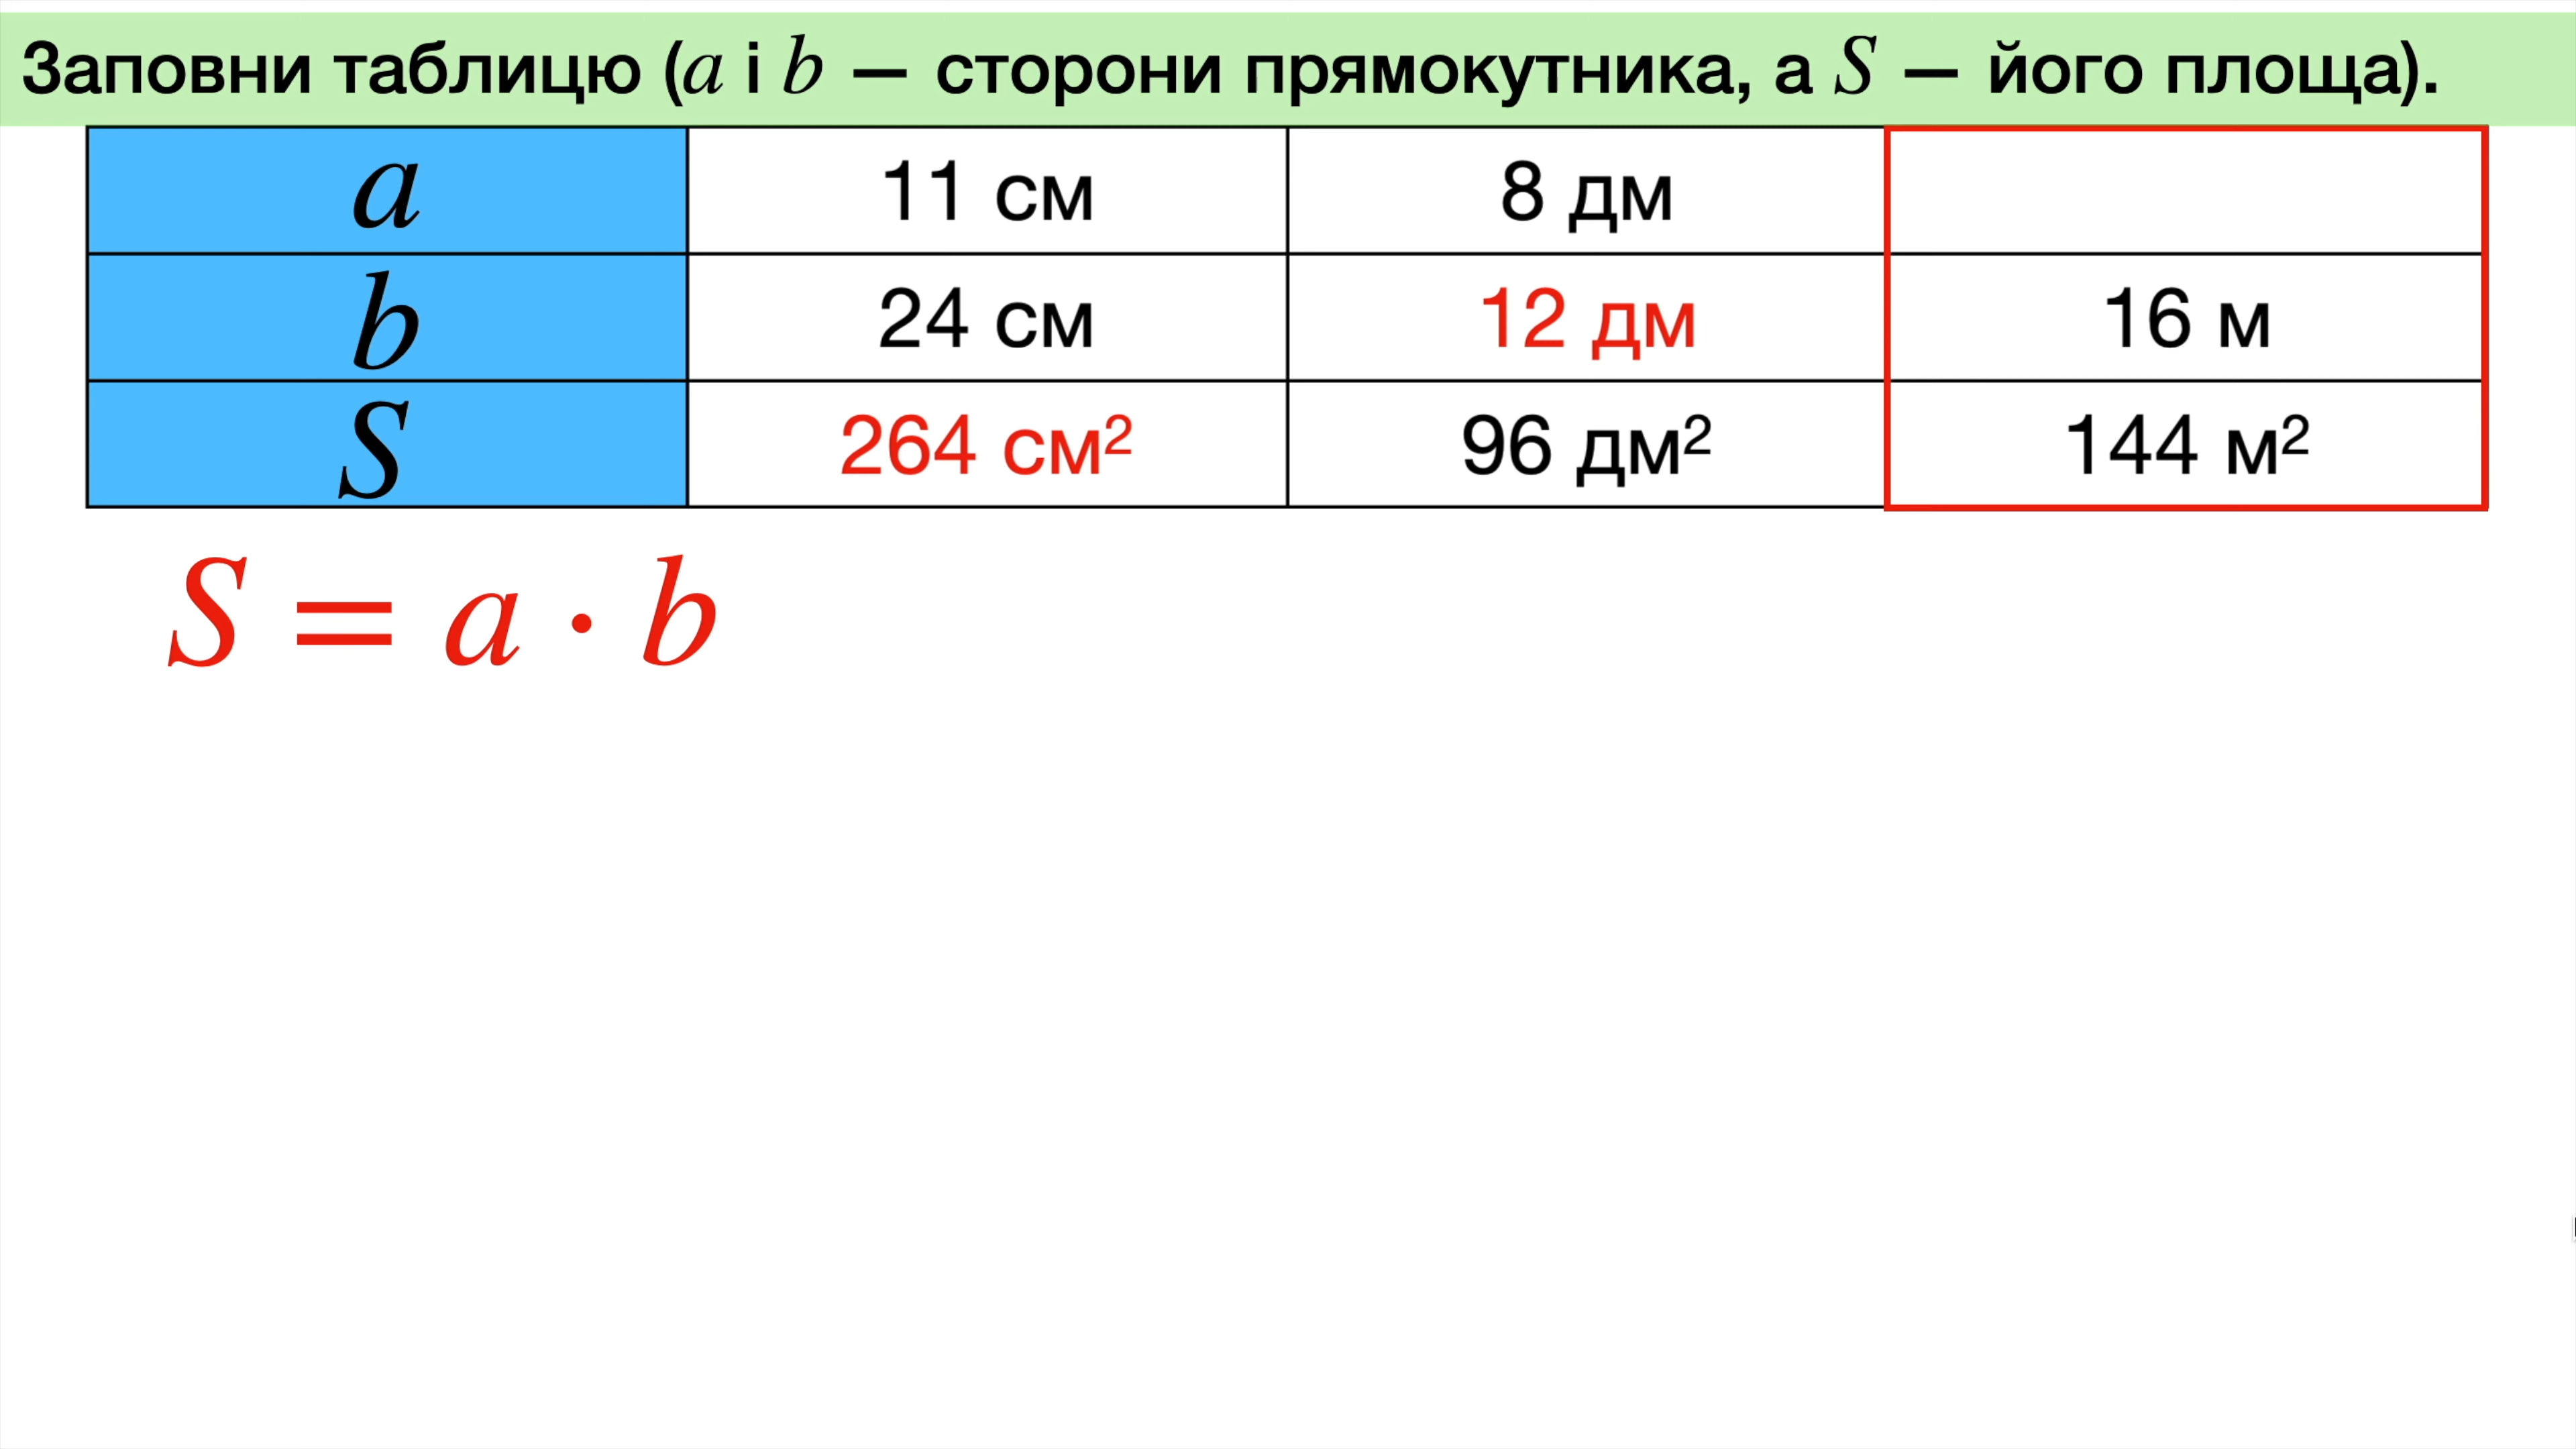 Заповни таблицю (a і b — сторони прямокутника, а S — його площа).
a 11 см 8 дм
b 24 см 12 дм 16 м
S 264 см² 96 дм² 144 м²
S = a · b